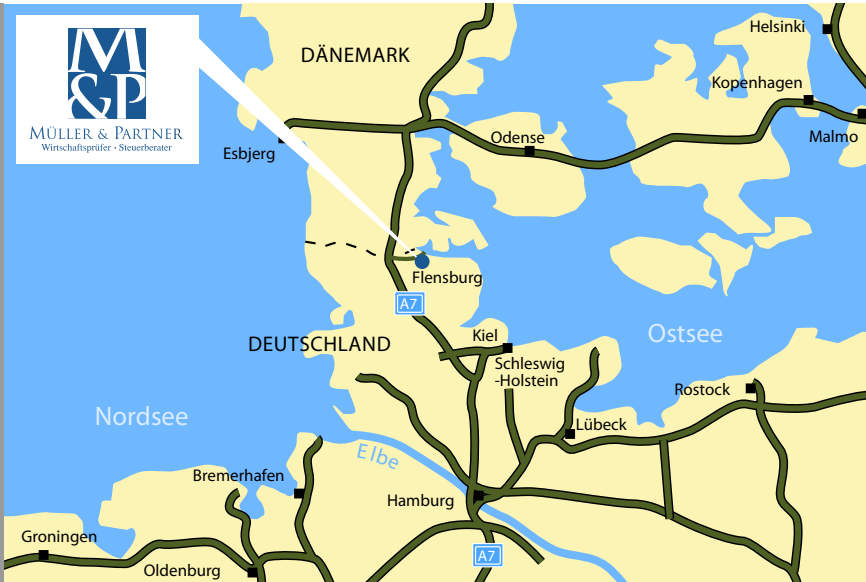 M
&P
MÜLLER & PARTNER
Wirtschaftsprüfer · Steuerberater
DÄNEMARK
Helsinki
Kopenhagen
Malmo
Odense
Esbjerg
Flensburg
A7
DEUTSCHLAND
Kiel
Schleswig
-Holstein
Ostsee
Rostock
Nordsee
Lübeck
Elbe
Bremerhafen
Hamburg
Groningen
Oldenburg
A7